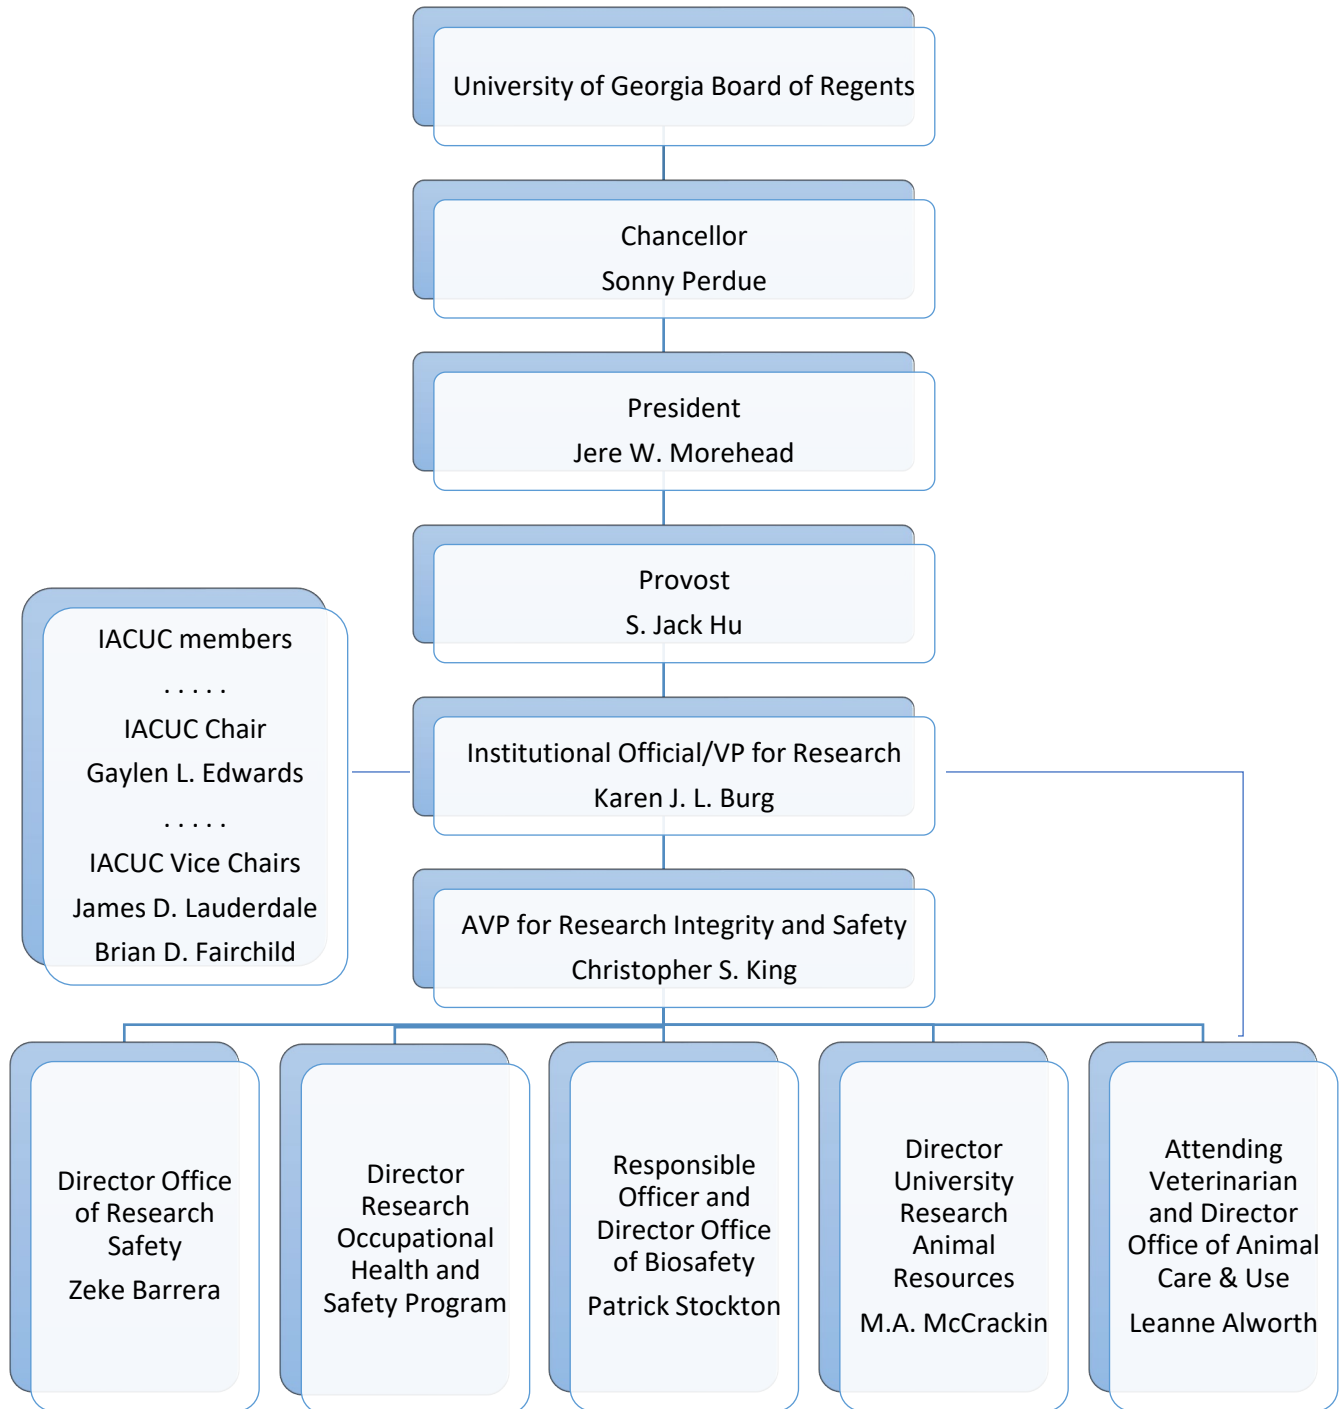 University of Georgia Board of Regents
Chancellor
Sonny Perdue
President
Jere W. Morehead
Provost
S. Jack Hu
IACUC members
. . . . .
IACUC Chair
Gaylen L. Edwards
. . . . .
IACUC Vice Chairs
James D. Lauderdale
Brian D. Fairchild
Institutional Official/VP for Research
Karen J. L. Burg
AVP for Research Integrity and Safety
Christopher S. King
Director Office
of Research
Safety
Zeke Barrera
Director
Research
Occupational
Health and
Safety Program
Responsible
Officer and
Director Office
of Biosafety
Patrick Stockton
Director
University
Research
Animal
Resources
M.A. McCrackin
Attending
Veterinarian
and Director
Office of Animal
Care & Use
Leanne Alworth